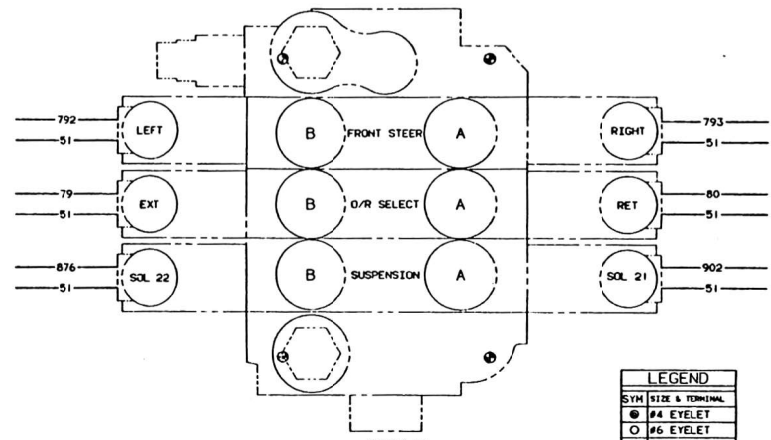 792
51
LEFT
B
FRONT STEER
A
RIGHT
793
51
79
51
EXT
B
O/R SELECT
A
RET
80
51
876
51
SOL 22
B
SUSPENSION
A
SOL 21
902
51
LEGEND
SYM SIZE & TERMINAL
#4 EYELET
#6 EYELET